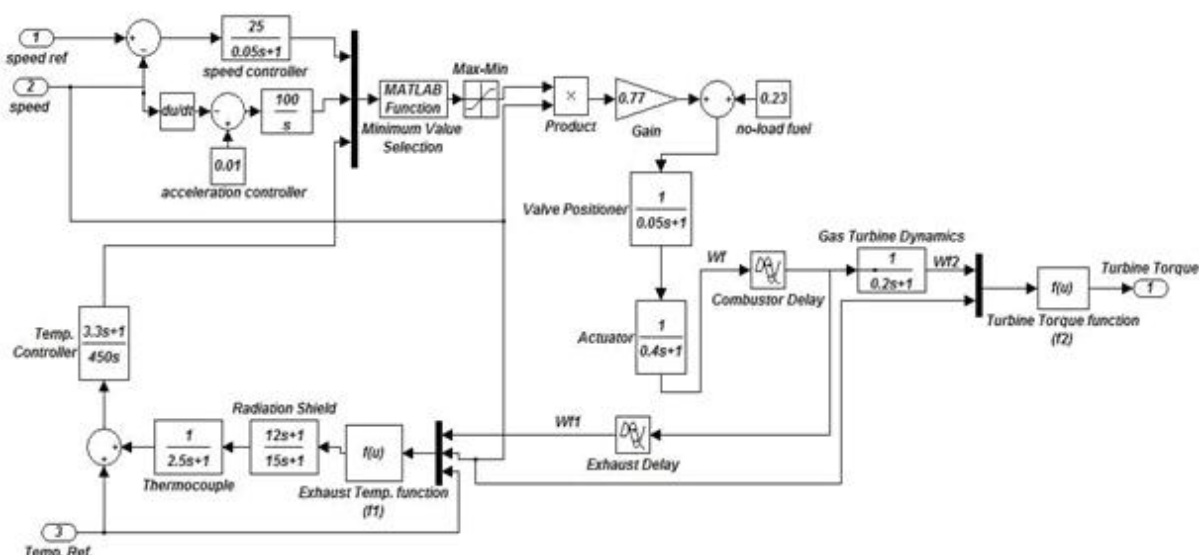 1
speed ref
2
speed
+
−
25
0.05s+1
speed controller
du/dt
−
+
100
s
0.01
acceleration controller
MATLAB
Function
Minimum Value
Selection
Max-Min
×
Product
0.77
Gain
+
+
0.23
no-load fuel
Valve Positioner
1
0.05s+1
Actuator
1
0.4s+1
Wf
Combustor Delay
Gas Turbine Dynamics
1
0.2s+1
Wf2
f(u)
Turbine Torque function
(f2)
Turbine Torque
1
Temp.
Controller
3.3s+1
450s
+
+
1
2.5s+1
Thermocouple
Radiation Shield
12s+1
15s+1
f(u)
Exhaust Temp. function
(f1)
Wf1
Exhaust Delay
3
Temp. Ref.